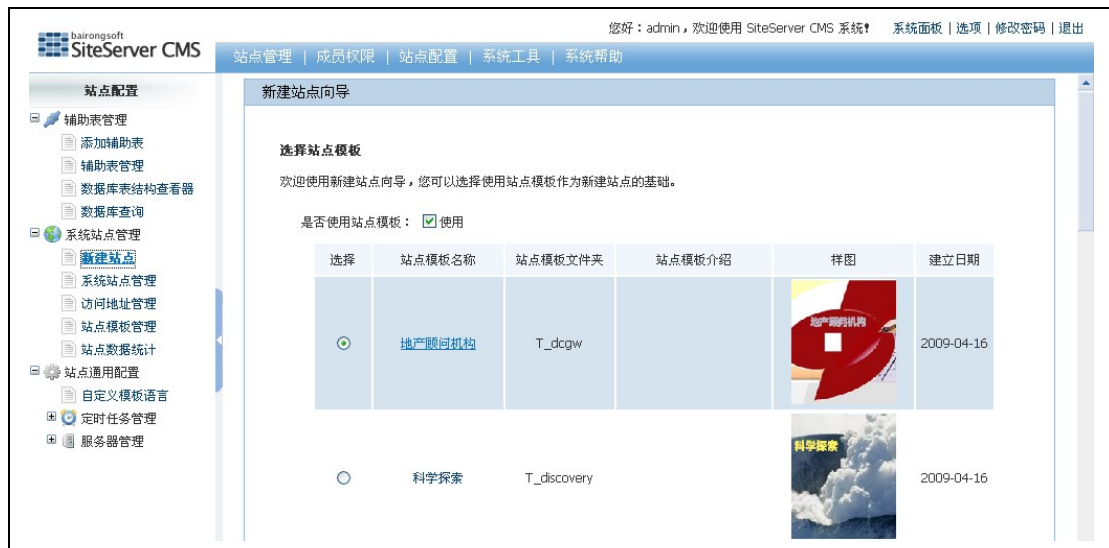 bairongsoft
SiteServer CMS
您好：admin，欢迎使用 SiteServer CMS 系统!
系统面板 | 选项 | 修改密码 | 退出
站点管理 | 成员权限 | 站点配置 | 系统工具 | 系统帮助
站点配置
辅助表管理
添加辅助表
辅助表管理
数据库表结构查看器
数据库查询
系统站点管理
新建站点
系统站点管理
访问地址管理
站点模板管理
站点数据统计
站点通用配置
自定义模板语言
定时任务管理
服务器管理
新建站点向导
选择站点模板
欢迎使用新建站点向导，您可以选择使用站点模板作为新建站点的基础。
是否使用站点模板： 使用
选择 站点模板名称 站点模板文件夹 站点模板介绍 样图 建立日期
地产顾问机构 T_dcgw 地产顾问机构 2009-04-16
科学探索 T_discovery 科学探索 2009-04-16